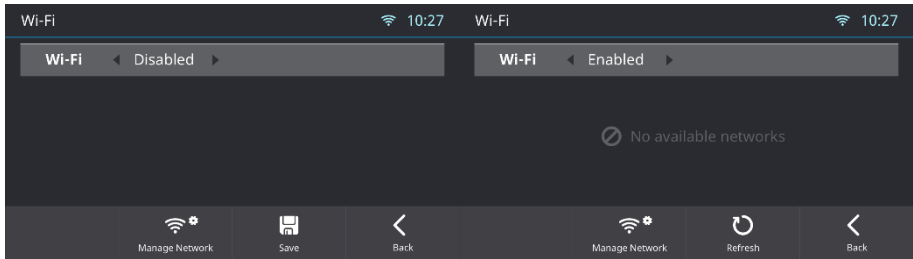 Wi-Fi 10:27
Wi-Fi Disabled
Manage Network Save Back
Wi-Fi 10:27
Wi-Fi Enabled
No available networks
Manage Network Refresh Back